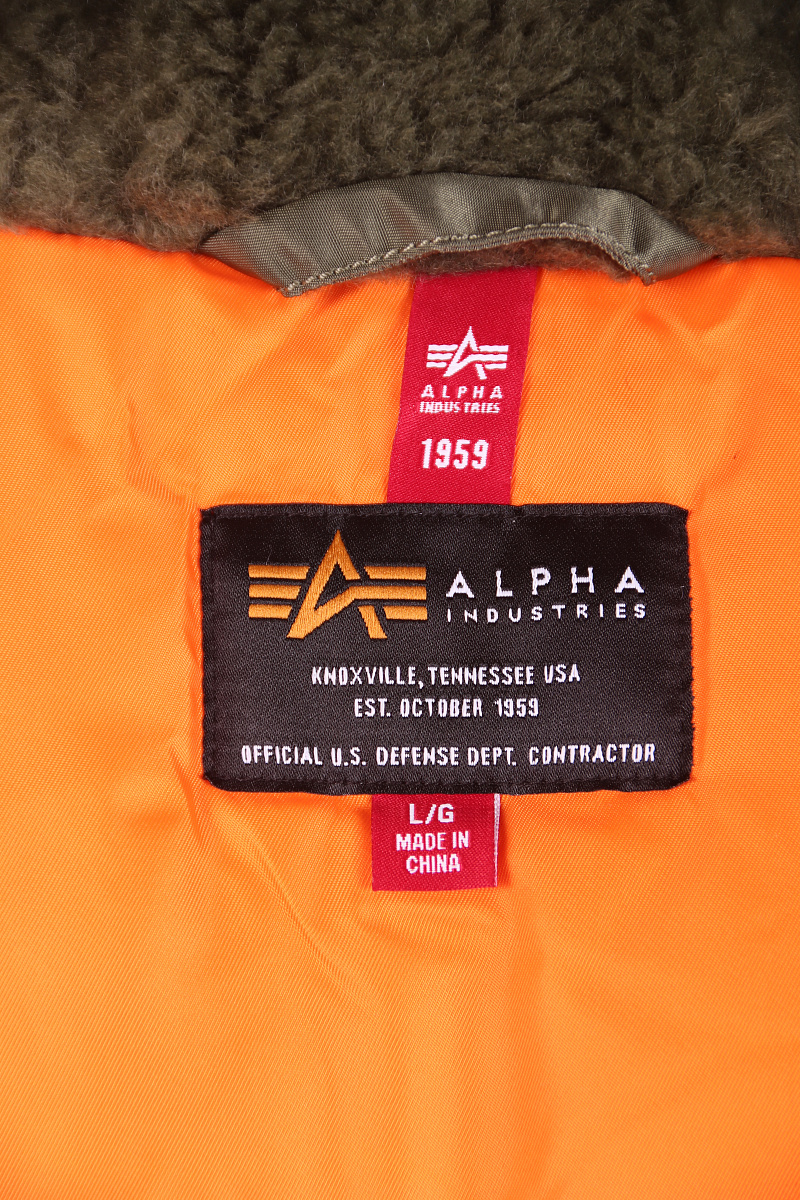 ALPHA
INDUSTRIES
1959
ALPHA
INDUSTRIES
KNOXVILLE, TENNESSEE USA
EST. OCTOBER 1959
OFFICIAL U.S. DEFENSE DEPT. CONTRACTOR
L/G
MADE IN
CHINA